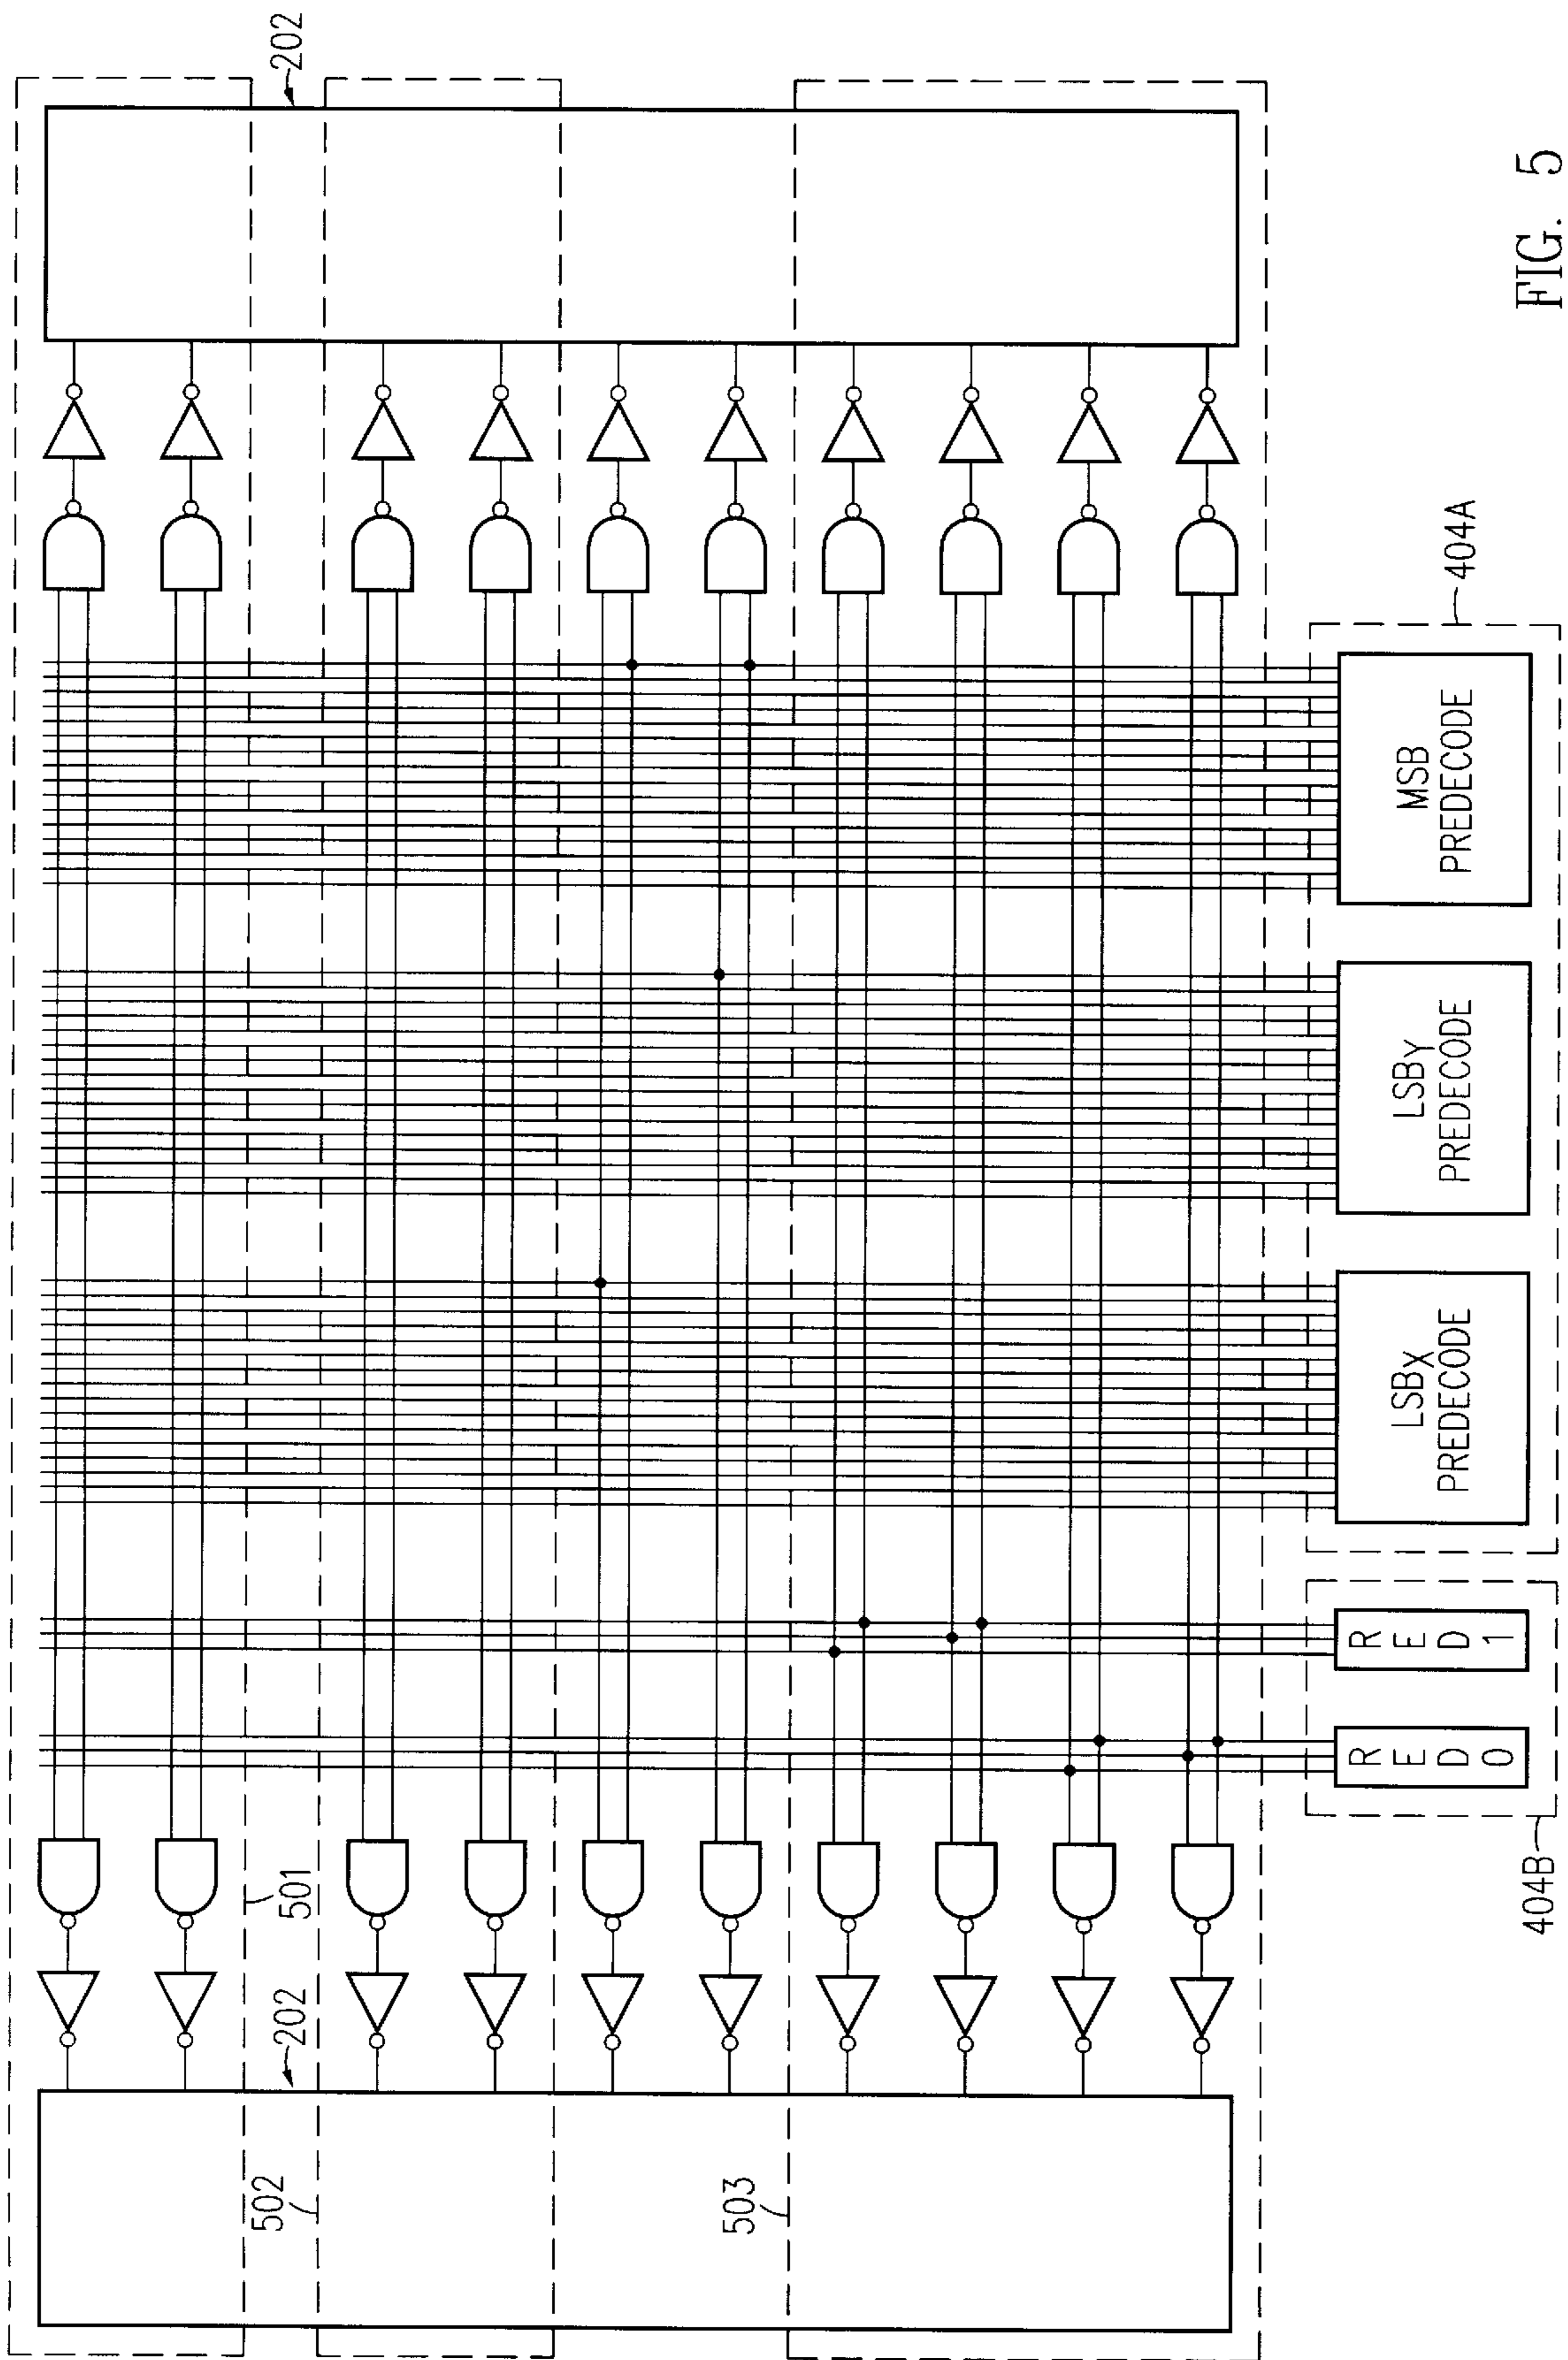 202
FIG. 5
404A
MSB
PREDECODE
LSBY
PREDECODE
LSBX
PREDECODE
RED1
RED0
404B
501
202
502
503